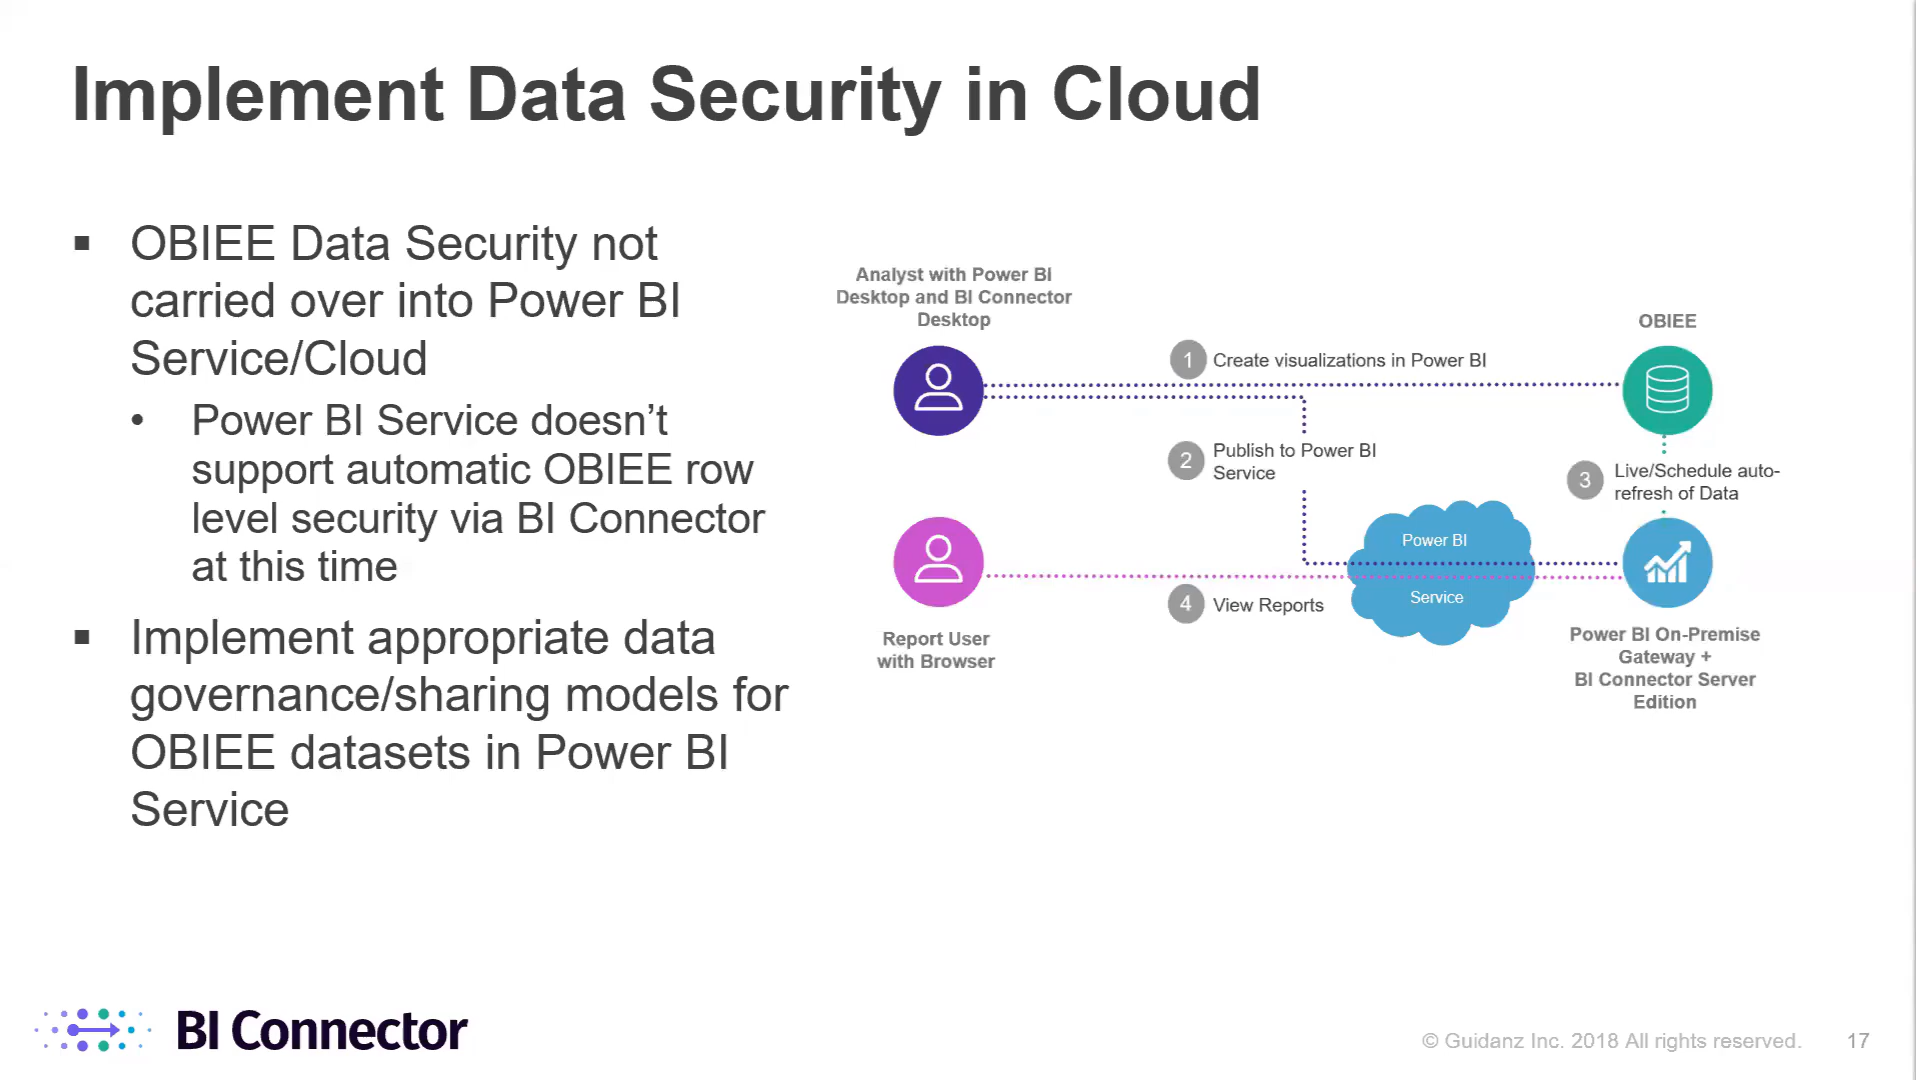 Implement Data Security in Cloud
▪ OBIEE Data Security not
carried over into Power BI
Service/Cloud
• Power BI Service doesn’t
support automatic OBIEE row
level security via BI Connector
at this time
▪ Implement appropriate data
governance/sharing models for
OBIEE datasets in Power BI
Service
Analyst with Power BI
Desktop and BI Connector
Desktop
OBIEE
1 Create visualizations in Power BI
2 Publish to Power BI
Service
3 Live/Schedule auto-
refresh of Data
Power BI
Service
4 View Reports
Report User
with Browser
Power BI On-Premise
Gateway +
BI Connector Server
Edition
BI Connector
© Guidanz Inc. 2018 All rights reserved.
17